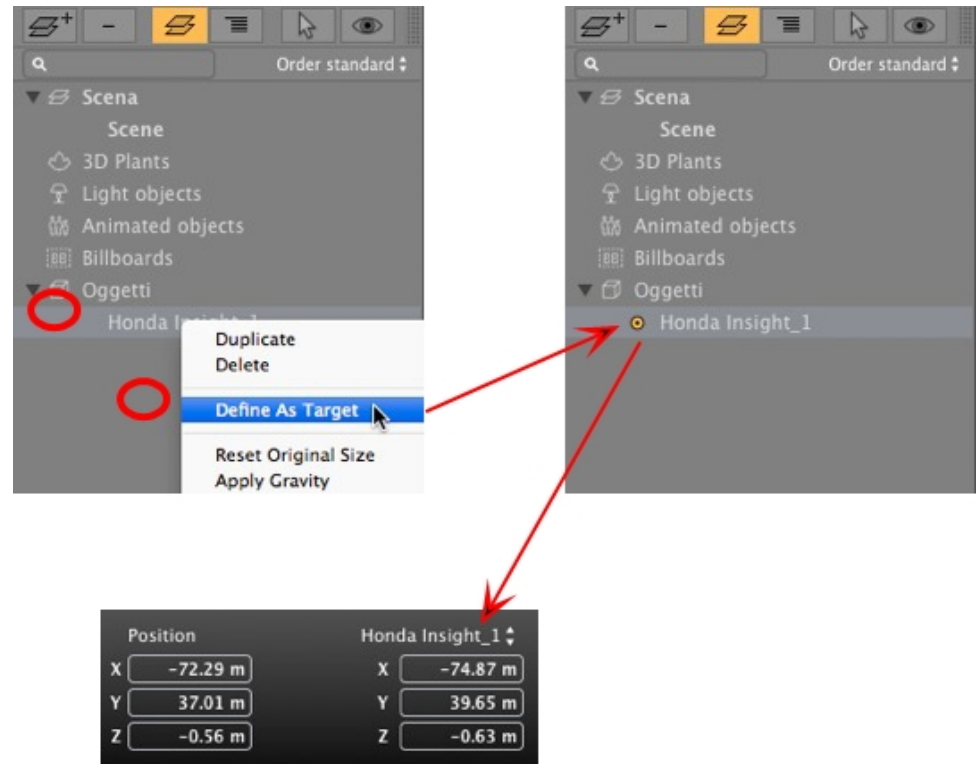 Order standard
Scena
Scene
3D Plants
Light objects
Animated objects
Billboards
Oggetti
Honda
Duplicate
Delete
Define As Target
Reset Original Size
Apply Gravity
Order standard
Scena
Scene
3D Plants
Light objects
Animated objects
Billboards
Oggetti
Honda Insight_1
Position Honda Insight_1
X -72.29 m X -74.87 m
Y 37.01 m Y 39.65 m
Z -0.56 m Z -0.63 m